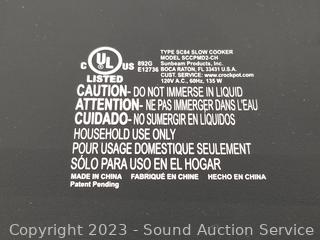 TYPE SC84 SLOW COOKER
MODEL SCCPMD2-CH
Sunbeam Products, Inc.
BOCA RATON, FL 33431 U.S.A.
CUST. SERVICE: www.crockpot.com
120V A.C., 60Hz, 135 W
C UL US
®
LISTED
892G
E12736
CAUTION- DO NOT IMMERSE IN LIQUID
ATTENTION- NE PAS IMMERGER DANS L'EAU
CUIDADO- NO SUMERGIR EN LÍQUIDOS
HOUSEHOLD USE ONLY
POUR USAGE DOMESTIQUE SEULEMENT
SÓLO PARA USO EN EL HOGAR
MADE IN CHINA FABRIQUÉ EN CHINE HECHO EN CHINA
Patent Pending
Copyright 2023 - Sound Auction Service